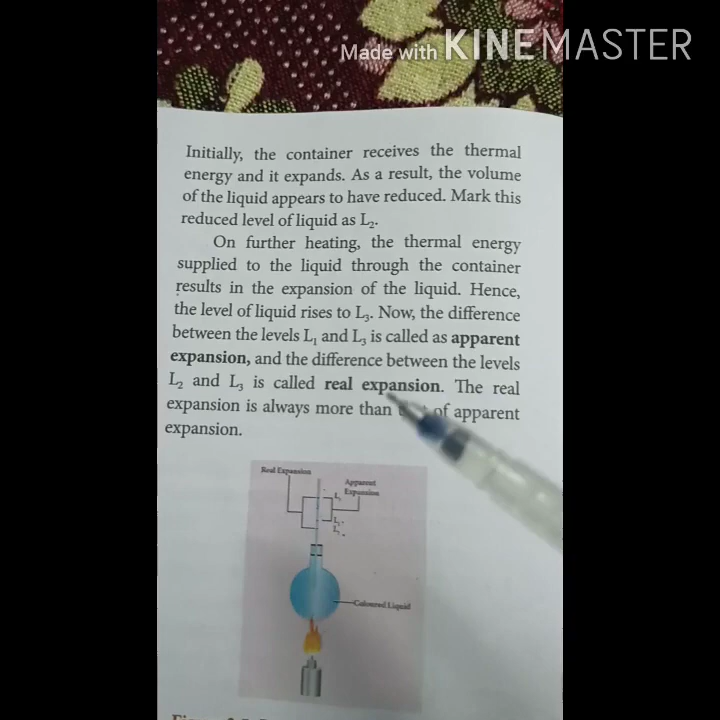 Made with KINEMASTER
Initially, the container receives the thermal
energy and it expands. As a result, the volume
of the liquid appears to have reduced. Mark this
reduced level of liquid as L₂.
On further heating, the thermal energy
supplied to the liquid through the container
results in the expansion of the liquid. Hence,
the level of liquid rises to L₃. Now, the difference
between the levels L₁ and L₃ is called as apparent
expansion, and the difference between the levels
L₂ and L₃ is called real expansion. The real
expansion is always more than of apparent
expansion.
Real Expansion
Apparent
Expansion
Coloured Liquid